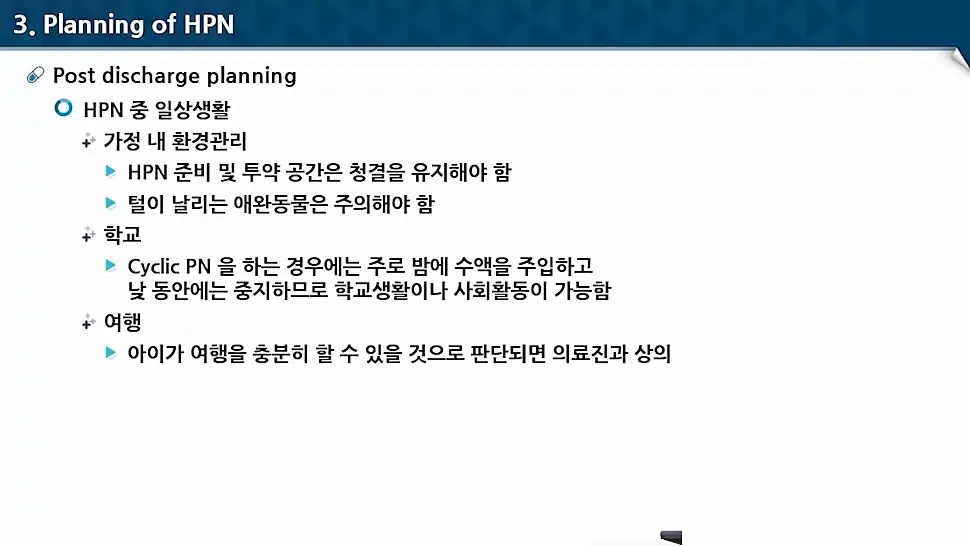 3. Planning of HPN
Post discharge planning
HPN 중 일상생활
가정 내 환경관리
HPN 준비 및 투약 공간은 청결을 유지해야 함
털이 날리는 애완동물은 주의해야 함
학교
Cyclic PN 을 하는 경우에는 주로 밤에 수액을 주입하고
낮 동안에는 중지하므로 학교생활이나 사회활동이 가능함
여행
아이가 여행을 충분히 할 수 있을 것으로 판단되면 의료진과 상의